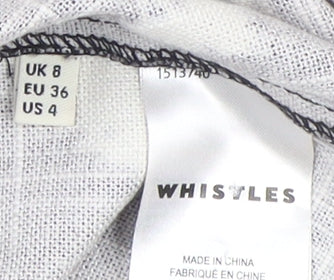 UK 8
EU 36
US 4
1513740
WHISTLES
MADE IN CHINA
FABRIQUÉ EN CHINE